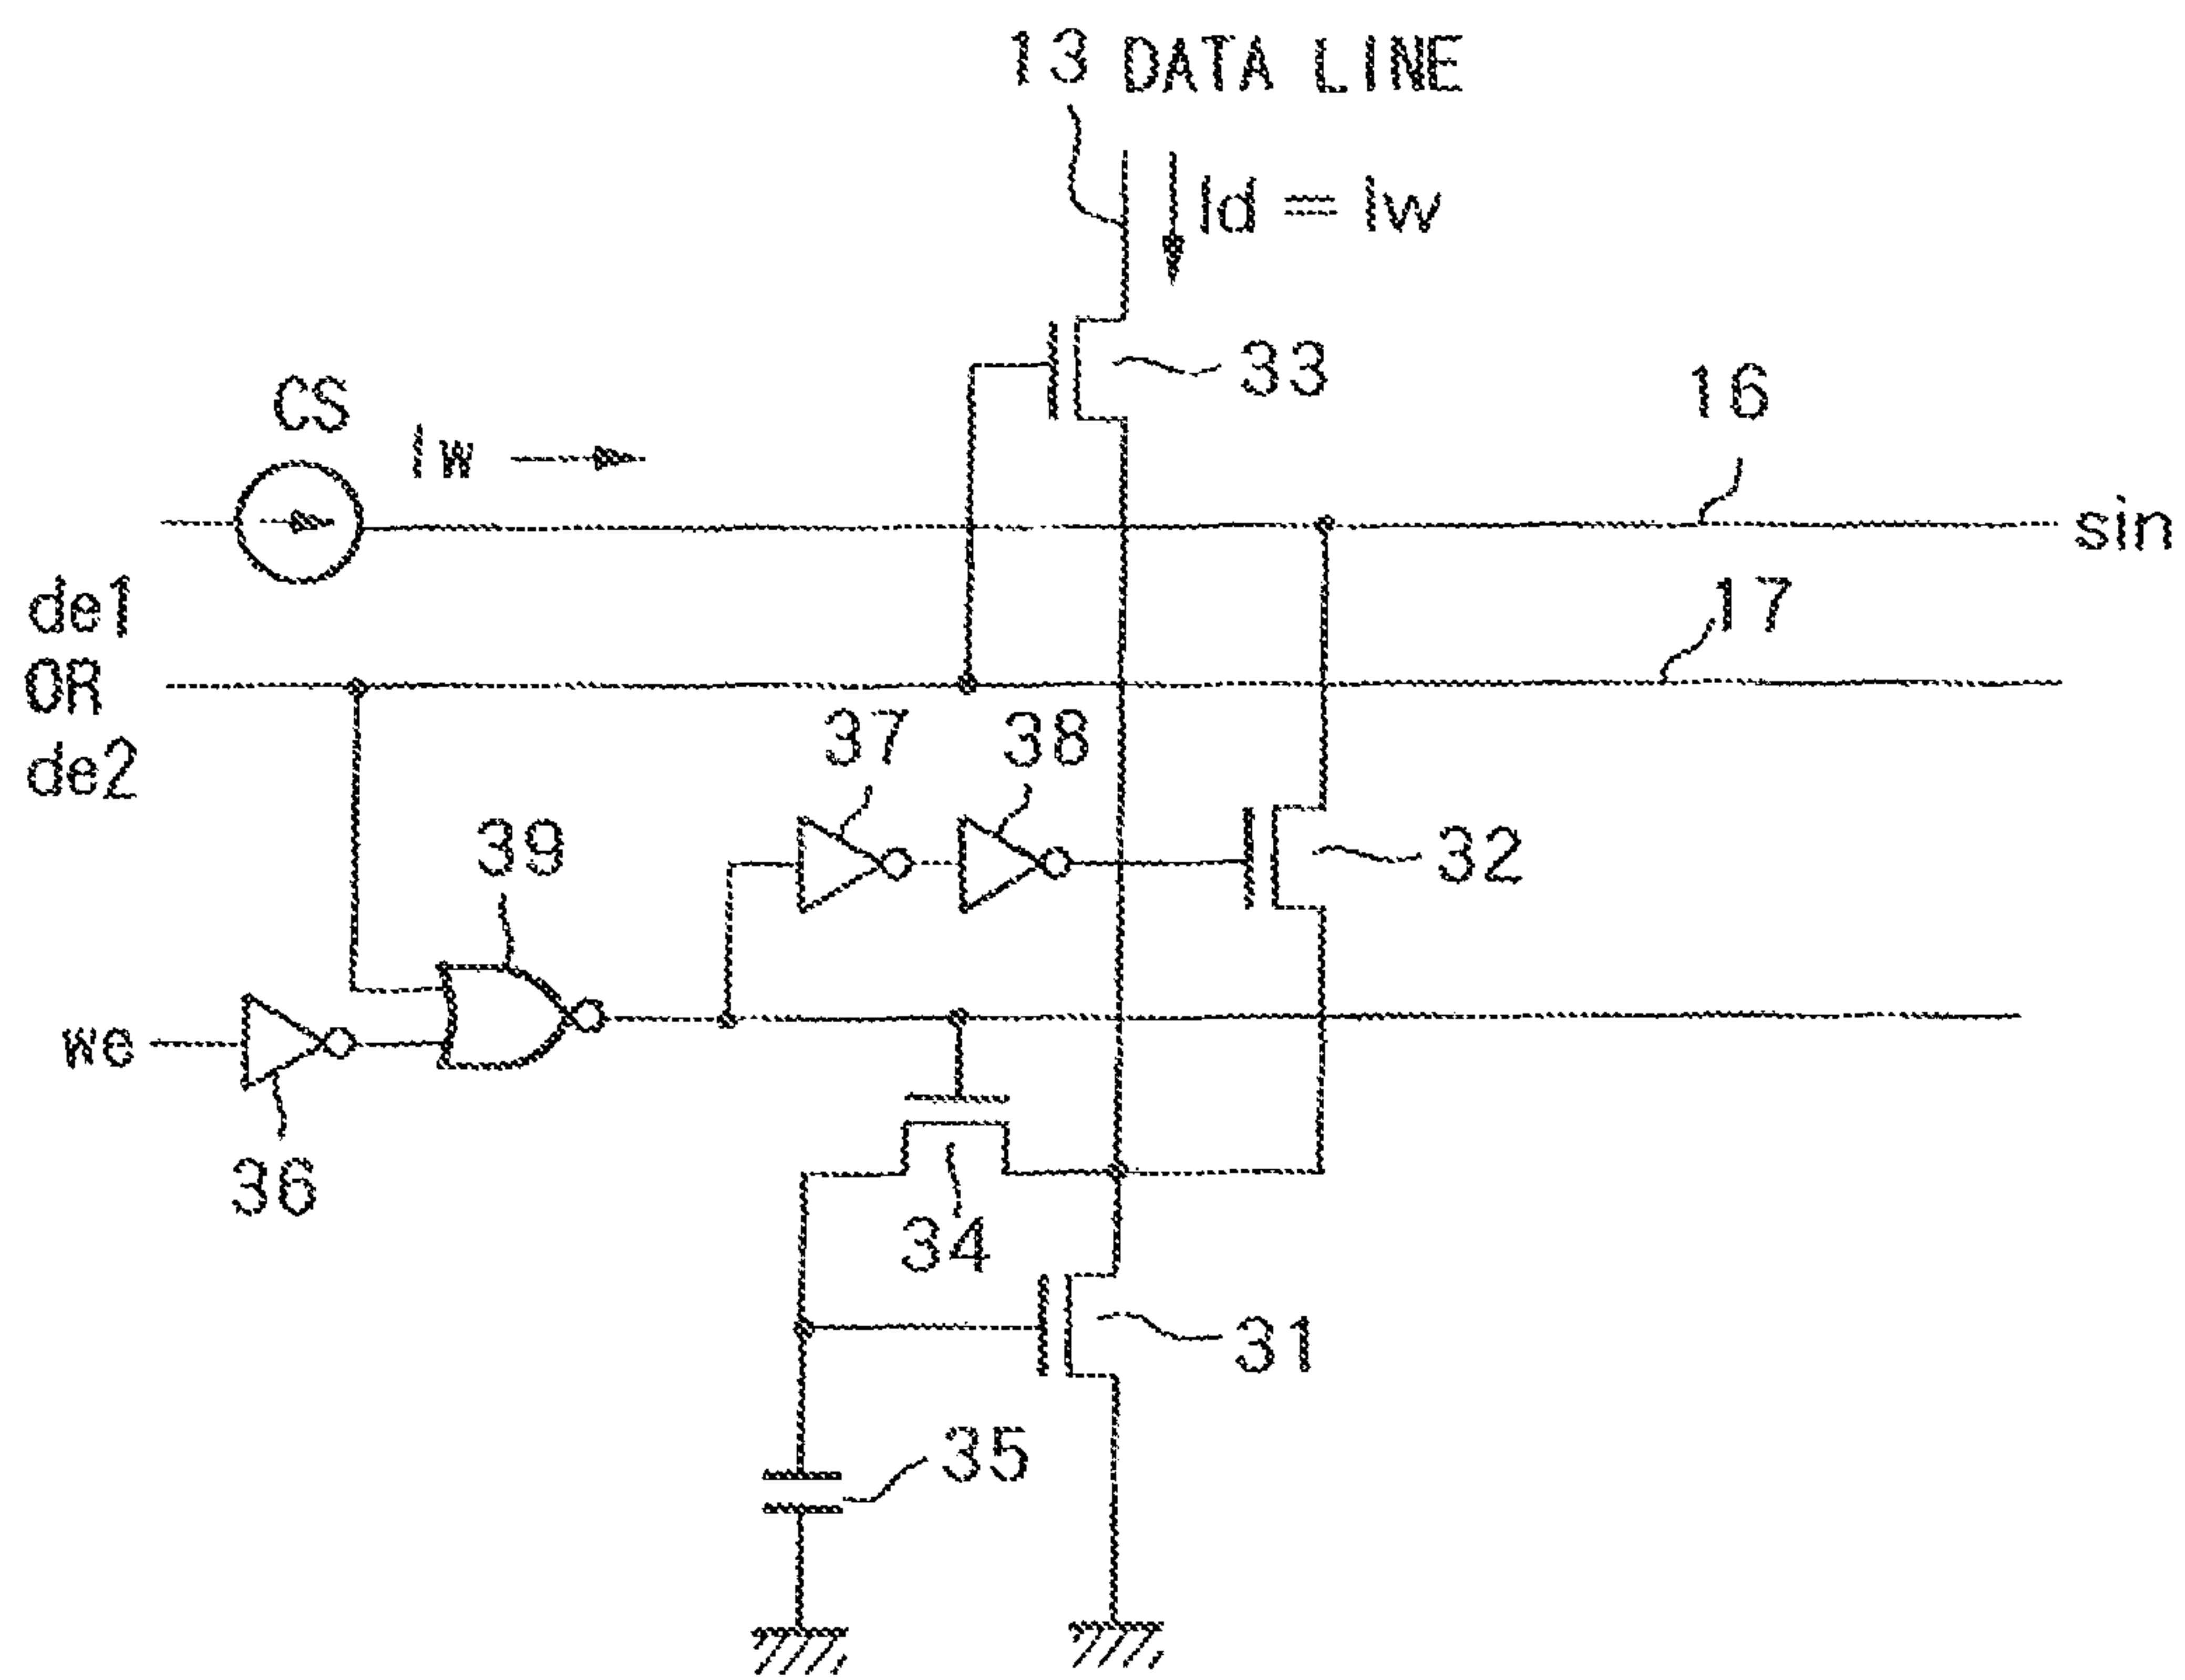 13 DATA LINE
Id = Iw
33
CS
Iw
16
sin
de1
OR
de2
17
37
38
39
32
we
36
34
31
35